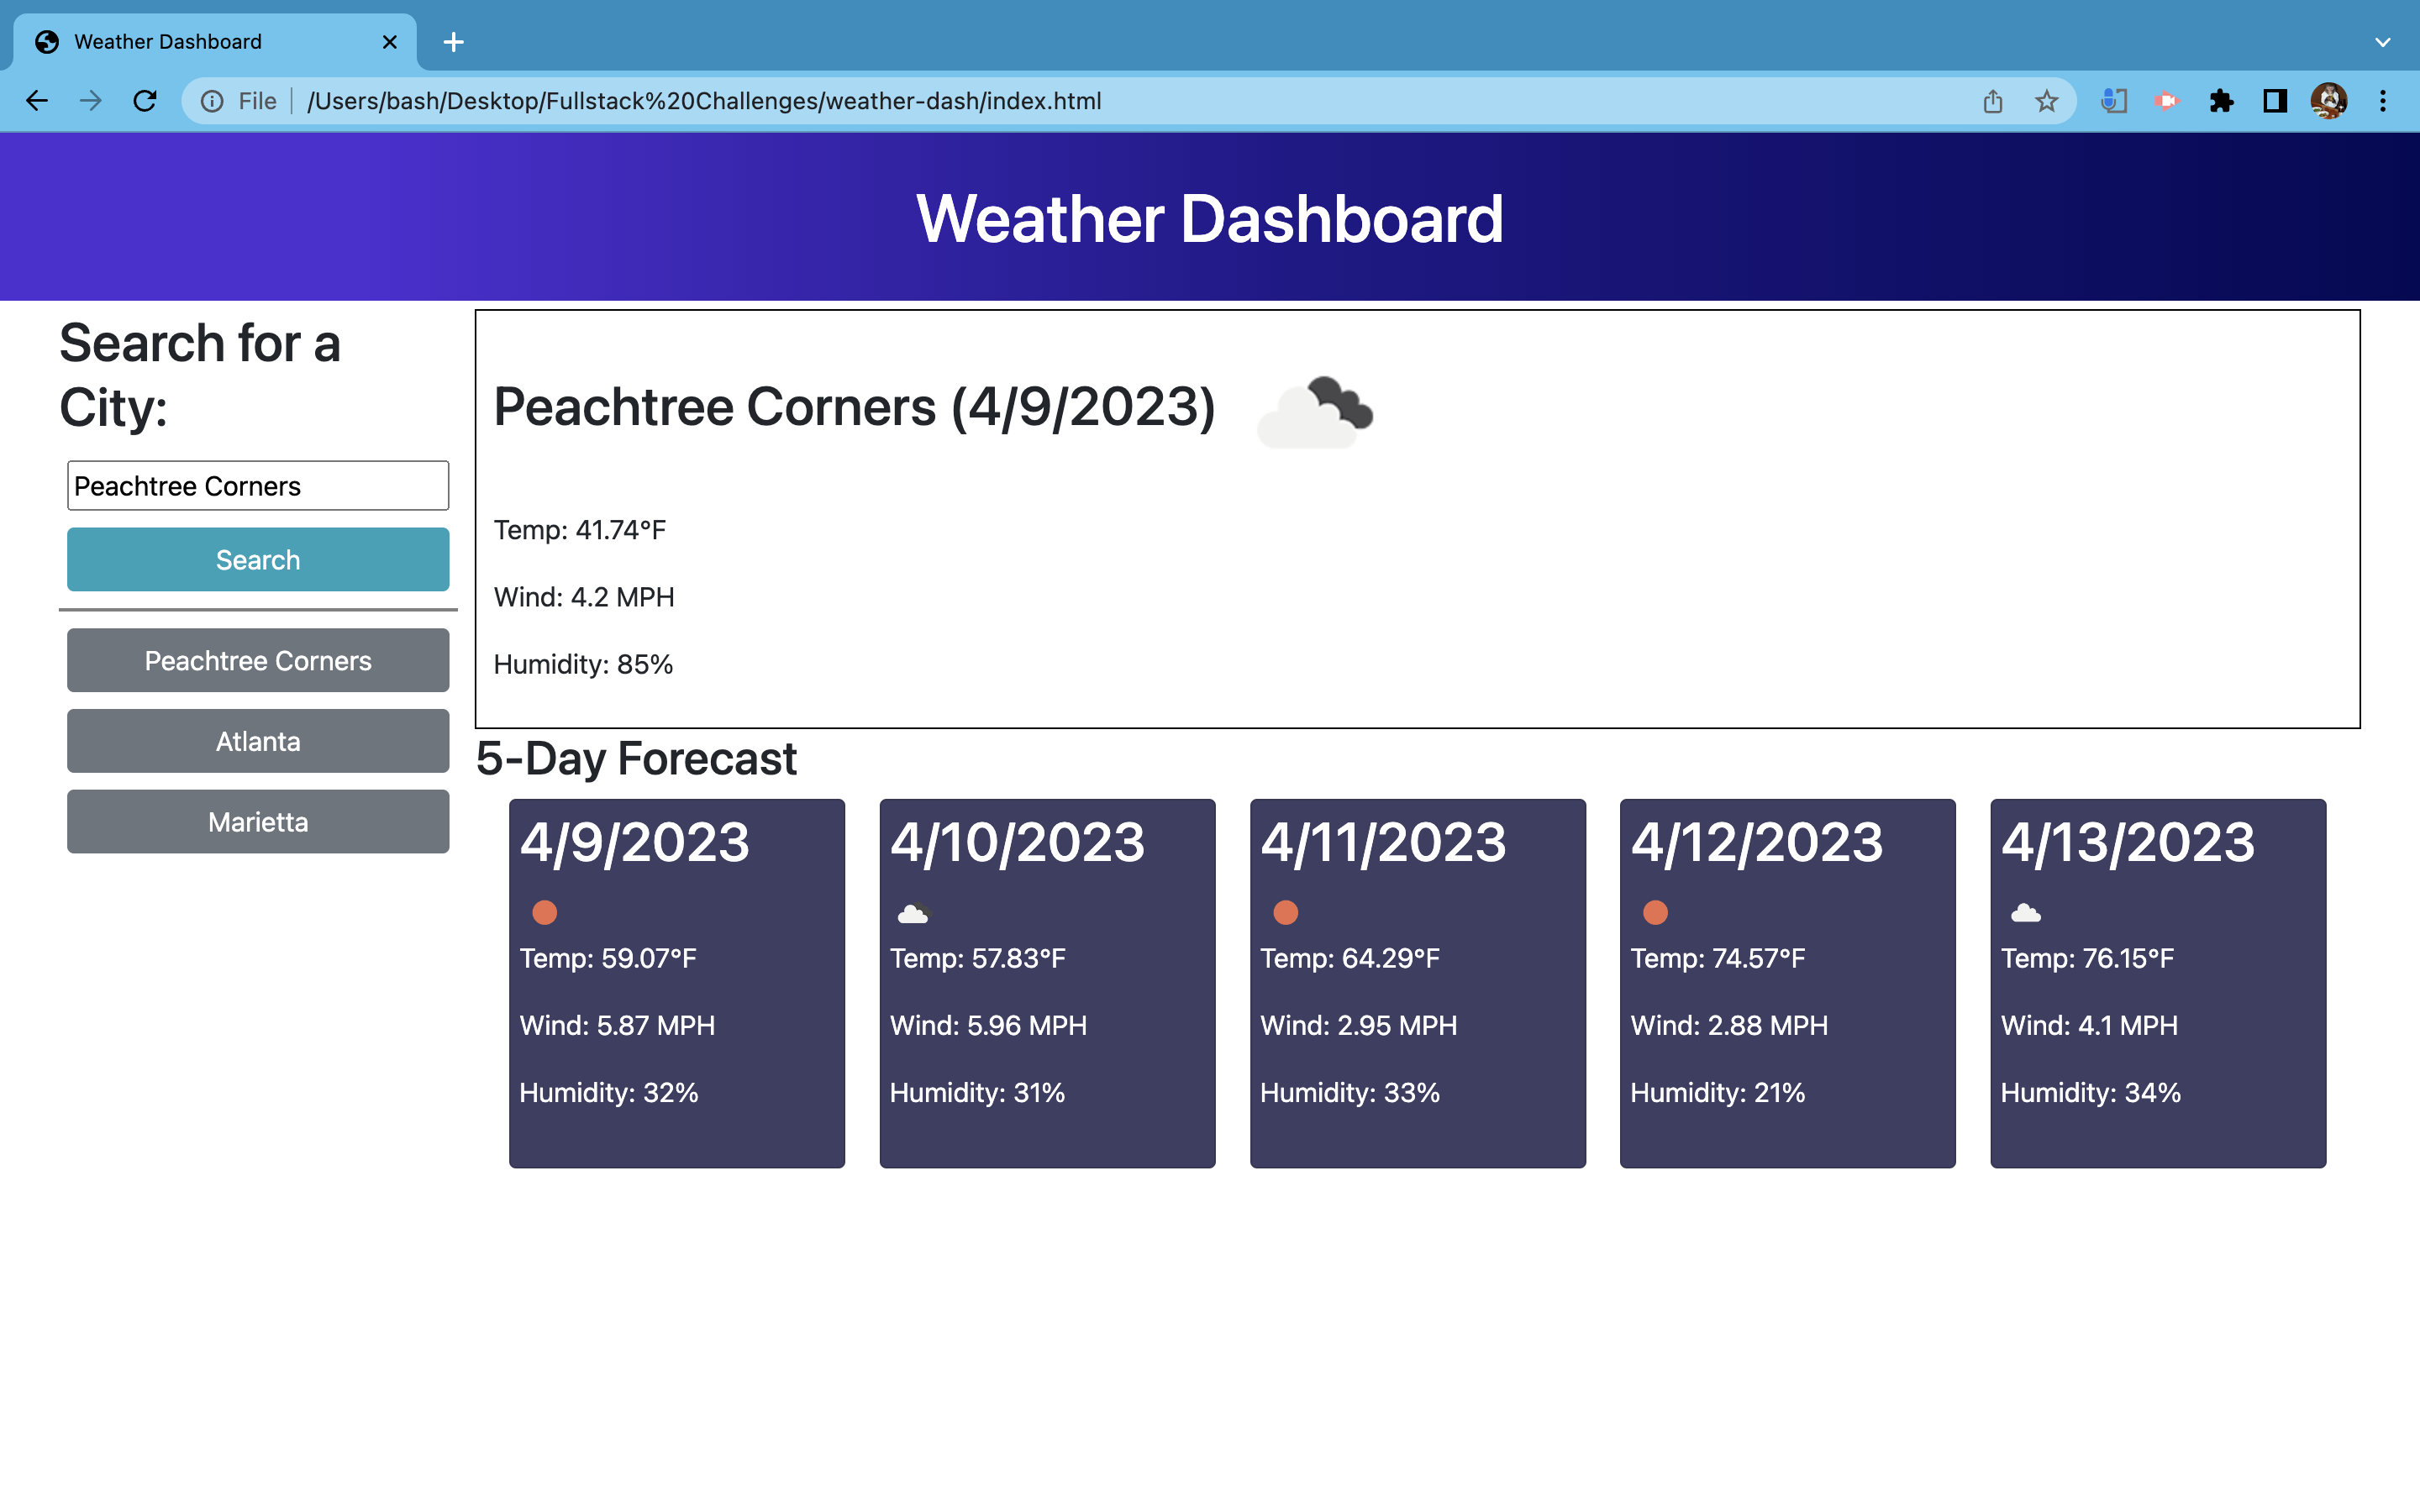 Weather Dashboard
File
/Users/bash/Desktop/Fullstack%20Challenges/weather-dash/index.html
Weather Dashboard
Search for a
City:
Peachtree Corners
Search
Peachtree Corners
Atlanta
Marietta
Peachtree Corners (4/9/2023)
Temp: 41.74°F
Wind: 4.2 MPH
Humidity: 85%
5-Day Forecast
4/9/2023
Temp: 59.07°F
Wind: 5.87 MPH
Humidity: 32%
4/10/2023
Temp: 57.83°F
Wind: 5.96 MPH
Humidity: 31%
4/11/2023
Temp: 64.29°F
Wind: 2.95 MPH
Humidity: 33%
4/12/2023
Temp: 74.57°F
Wind: 2.88 MPH
Humidity: 21%
4/13/2023
Temp: 76.15°F
Wind: 4.1 MPH
Humidity: 34%